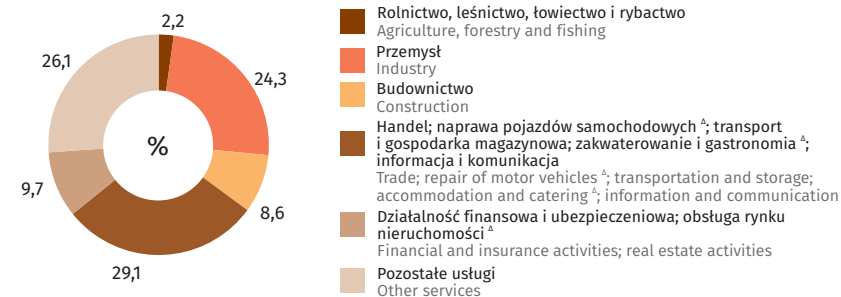 2,2
26,1
24,3
%
9,7
8,6
29,1
Rolnictwo, leśnictwo, łowiectwo i rybactwo
Agriculture, forestry and fishing
Przemysł
Industry
Budownictwo
Construction
Handel; naprawa pojazdów samochodowych ᐞ; transport
i gospodarka magazynowa; zakwaterowanie i gastronomia ᐞ;
informacja i komunikacja
Trade; repair of motor vehicles ᐞ; transportation and storage;
accommodation and catering ᐞ; information and communication
Działalność finansowa i ubezpieczeniowa; obsługa rynku
nieruchomości ᐞ
Financial and insurance activities; real estate activities
Pozostałe usługi
Other services